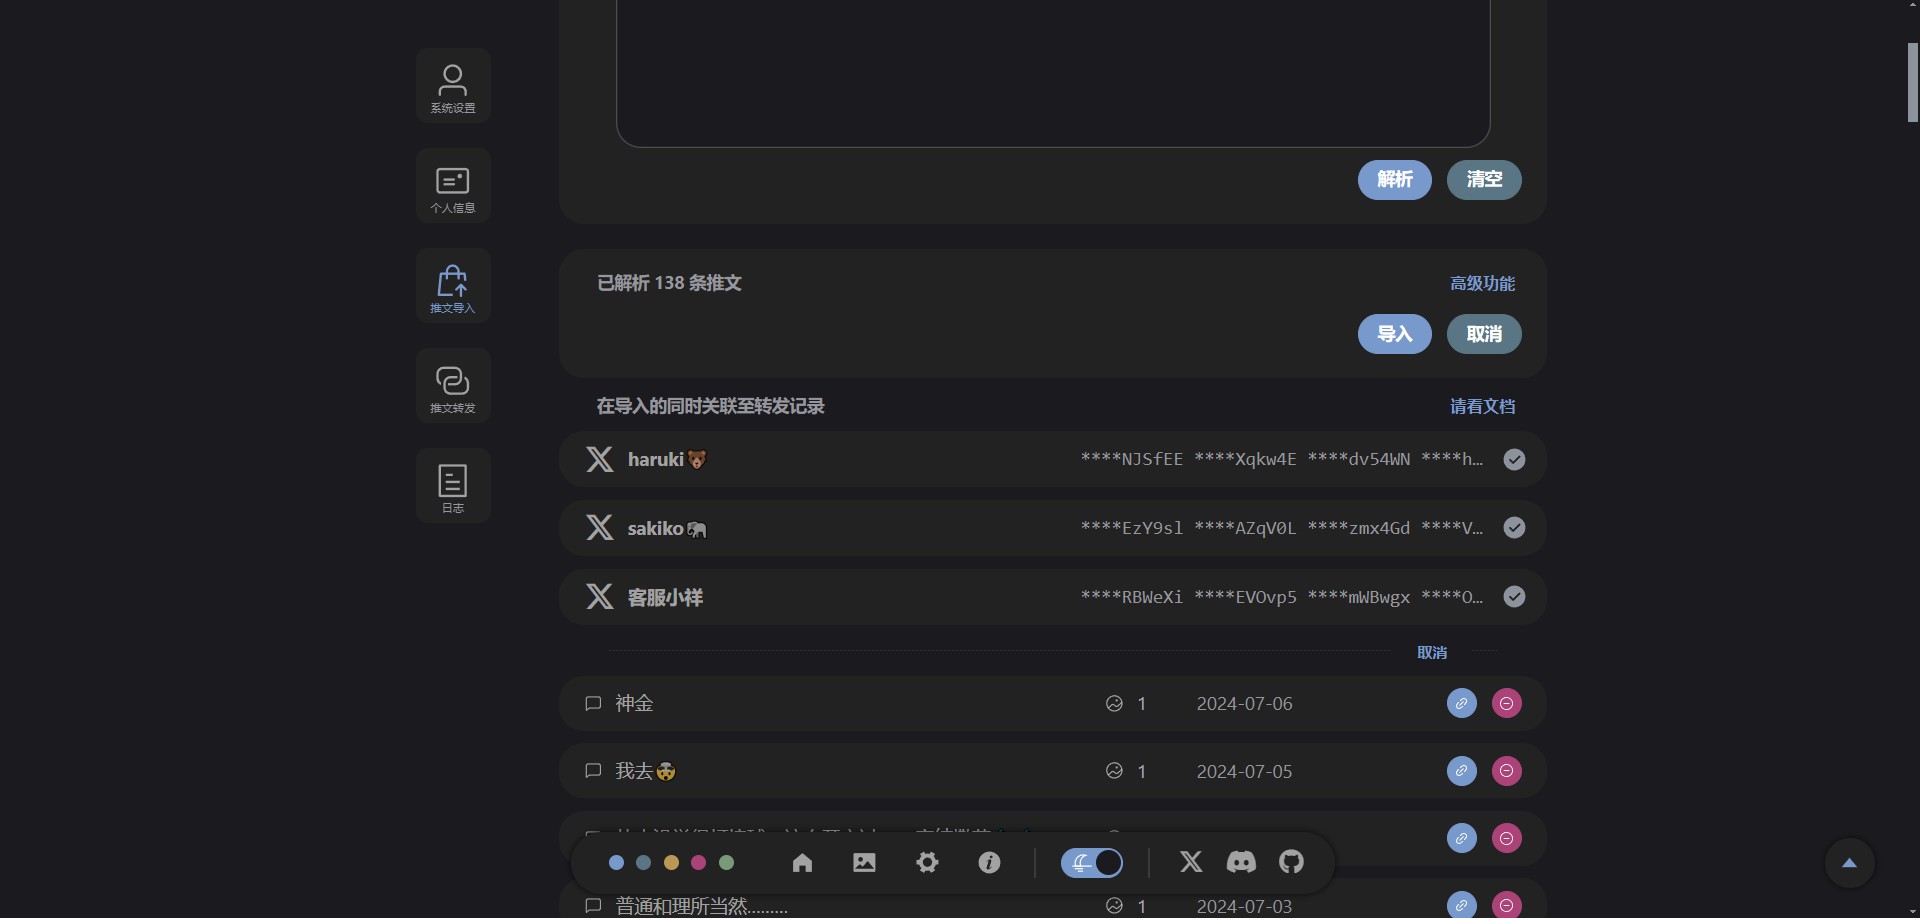 系统设置
个人信息
推文导入
推文转发
日志
解析 清空
已解析 138 条推文 高级功能
导入 取消
在导入的同时关联至转发记录 请看文档
haruki🐻 ****NJSfEE ****Xqkw4E ****dv54WN ****h...
sakiko🐘 ****EzY9sl ****AZqV0L ****zmx4Gd ****V...
客服小祥 ****RBWeXi ****EVOvp5 ****mWBwgx ****O...
取消
神金 1 2024-07-06
我去🤯 1 2024-07-05
普通和理所当然......... 1 2024-07-03